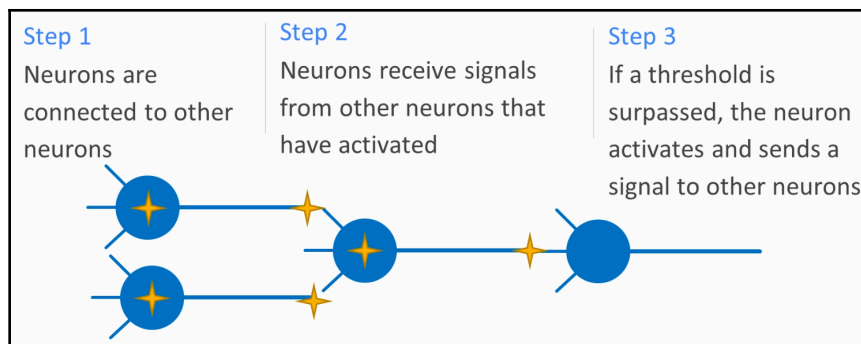 Step 1
Neurons are
connected to other
neurons
Step 2
Neurons receive signals
from other neurons that
have activated
Step 3
If a threshold is
surpassed, the neuron
activates and sends a
signal to other neurons